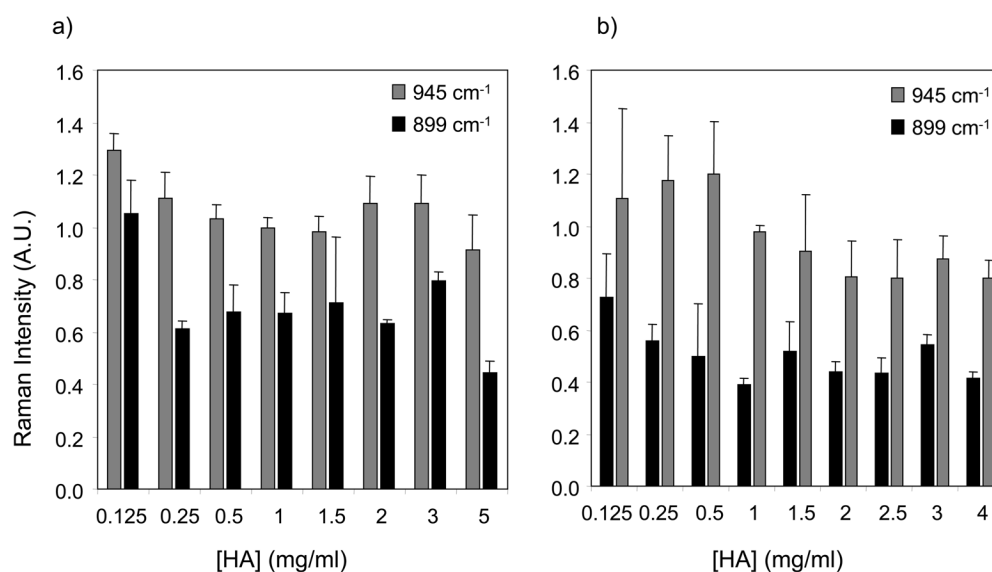 a)
1.6
1.4
1.2
1.0
0.8
0.6
0.4
0.2
0.0
Raman Intensity (A.U.)
945 cm⁻¹
899 cm⁻¹
0.125 0.25 0.5 1 1.5 2 3 5
[HA] (mg/ml)
b)
1.6
1.4
1.2
1.0
0.8
0.6
0.4
0.2
0.0
945 cm⁻¹
899 cm⁻¹
0.125 0.25 0.5 1 1.5 2 2.5 3 4
[HA] (mg/ml)